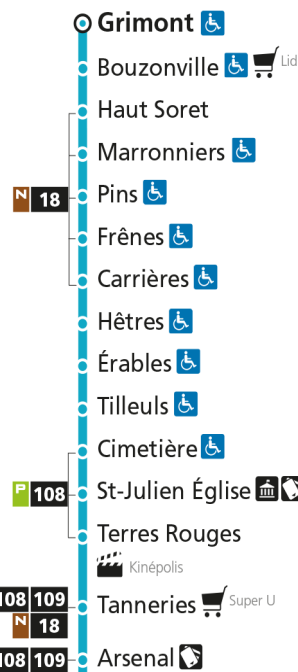 Grimont
Bouzonville Lid
Haut Soret
Marronniers
N 18 Pins
Frênes
Carrières
Hêtres
Érables
Tilleuls
Cimetière
P 108 St-Julien Église
Terres Rouges
Kinépolis
108 109 Tanneries Super U
N 18
108 109 Arsenal